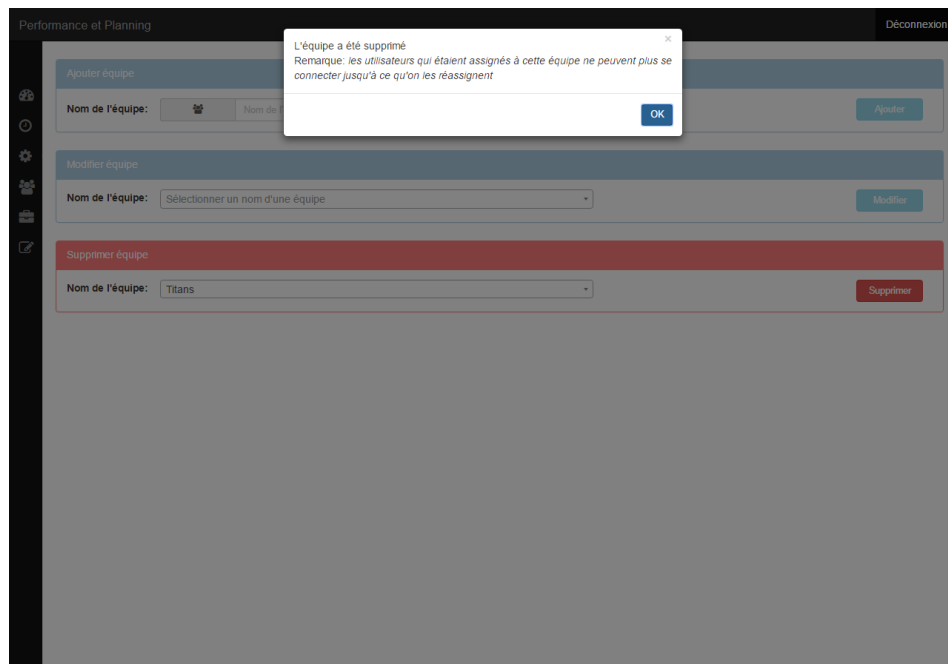 Performance et Planning
Déconnexion
×
L'équipe a été supprimé
Remarque: les utilisateurs qui étaient assignés à cette équipe ne peuvent plus se
connecter jusqu'à ce qu'on les réassignent
OK
Ajouter équipe
Nom de l'équipe: Nom de l' Ajouter
Modifier équipe
Nom de l'équipe: Sélectionner un nom d'une équipe Modifier
Supprimer équipe
Nom de l'équipe: Titans Supprimer